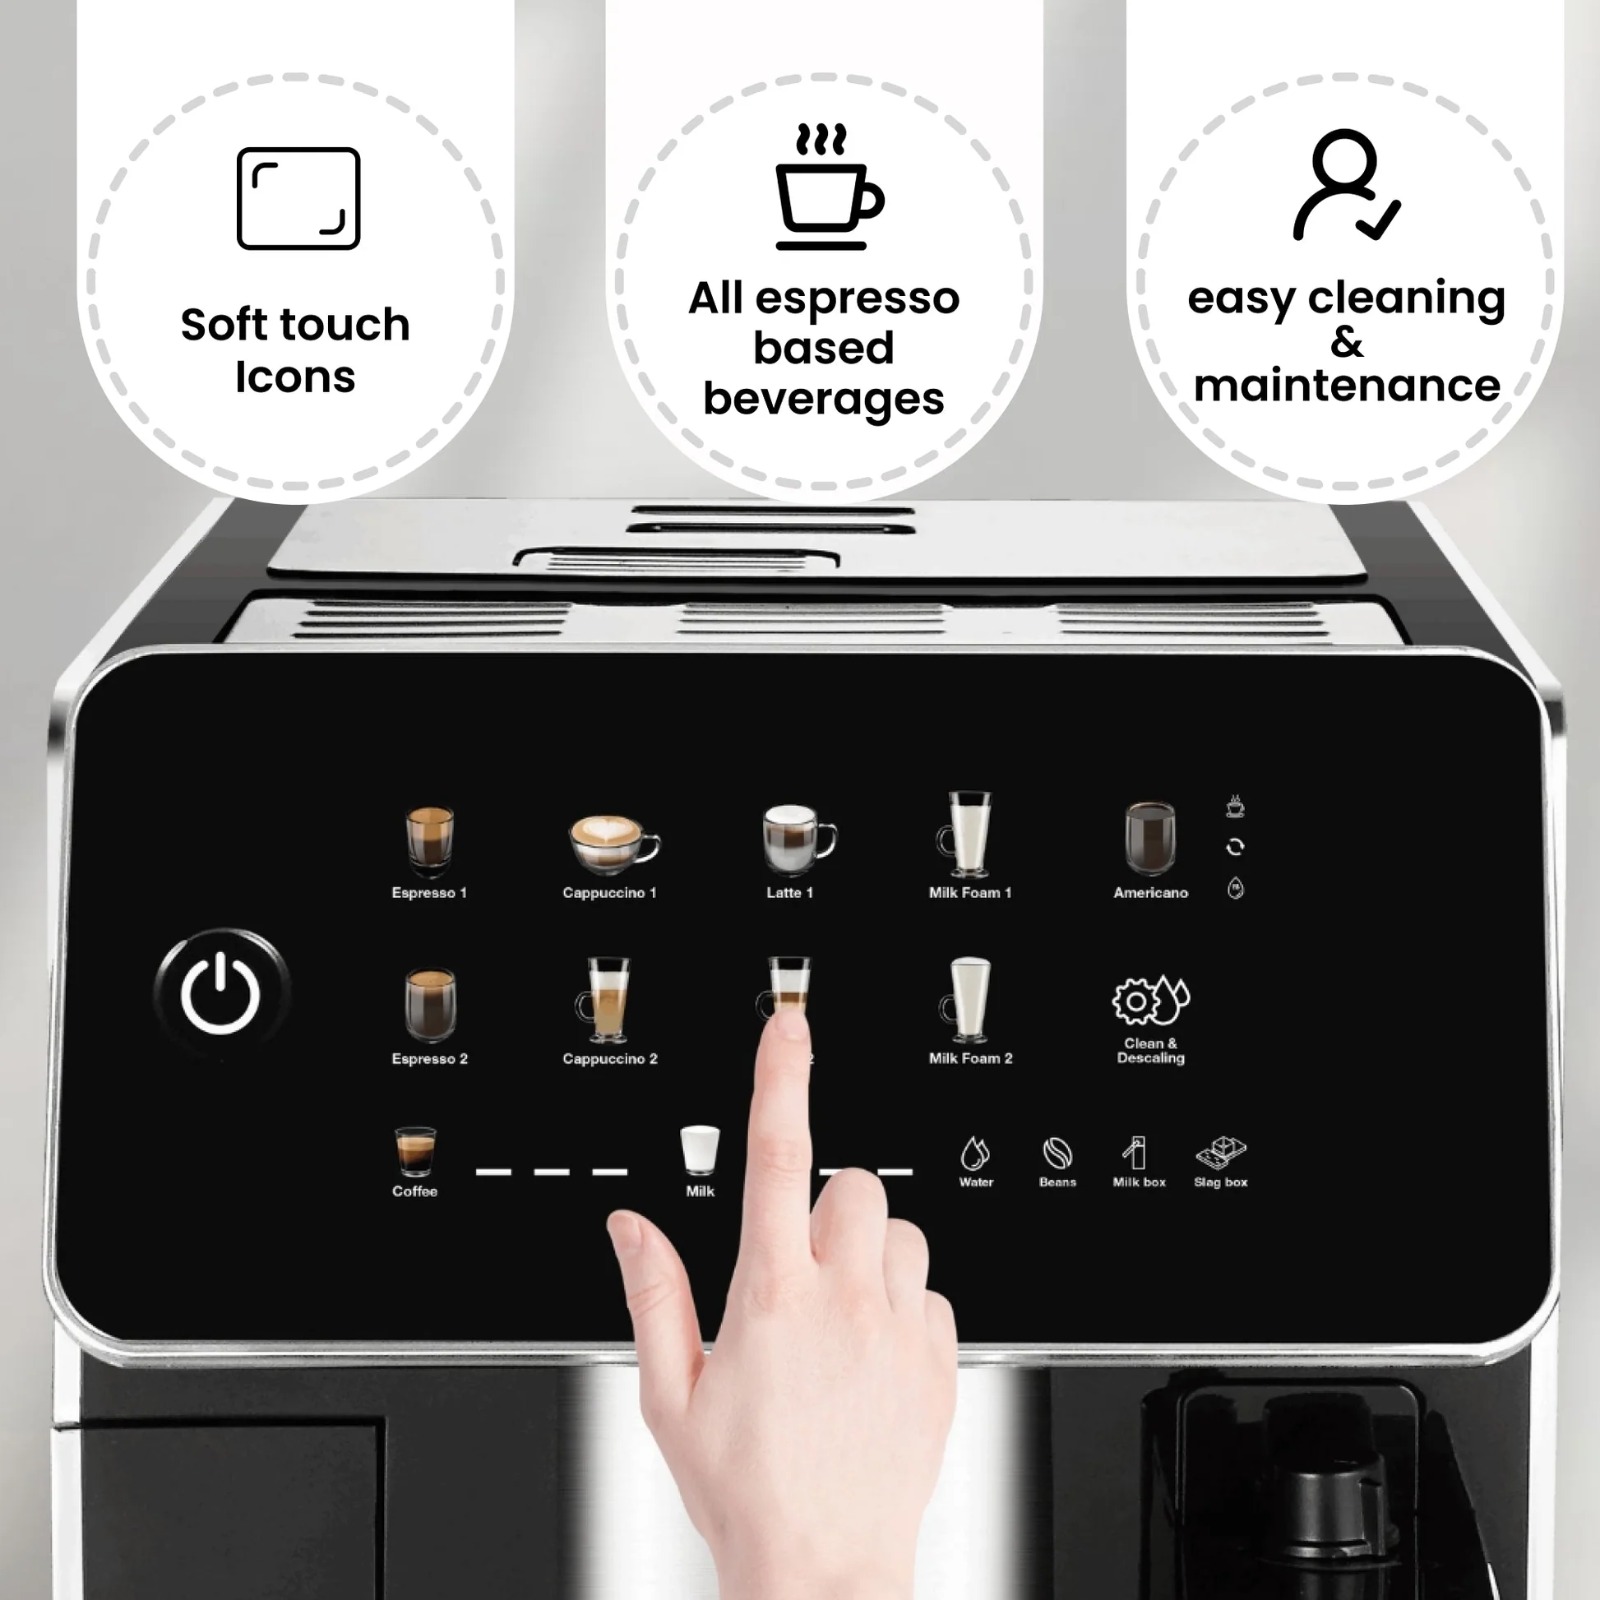 Soft touch
Icons
All espresso
based
beverages
easy cleaning
&
maintenance
Espresso 1
Cappuccino 1
Latte 1
Milk Foam 1
Americano
Espresso 2
Cappuccino 2
2
Milk Foam 2
Clean &
Descaling
Coffee
Milk
Water
Beans
Milk box
Slag box